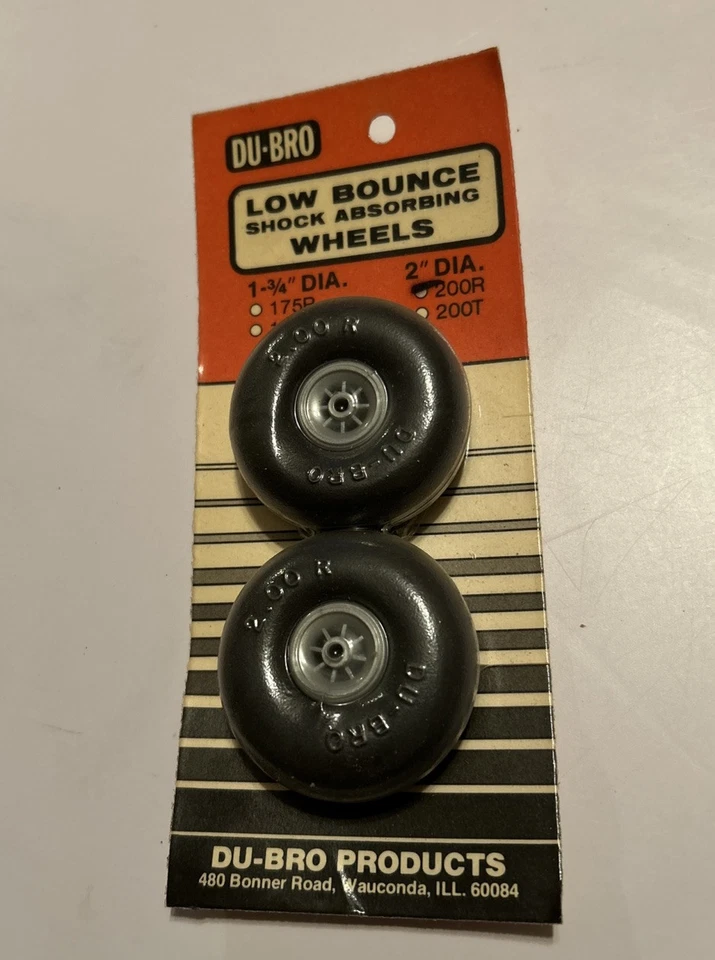 DU-BRO
LOW BOUNCE
SHOCK ABSORBING
WHEELS
1-¾" DIA.
175R
2" DIA.
200R
200T
2.00 R
DU-BRO
2.00 R
DU-BRO
DU-BRO PRODUCTS
480 Bonner Road, Wauconda, ILL. 60084